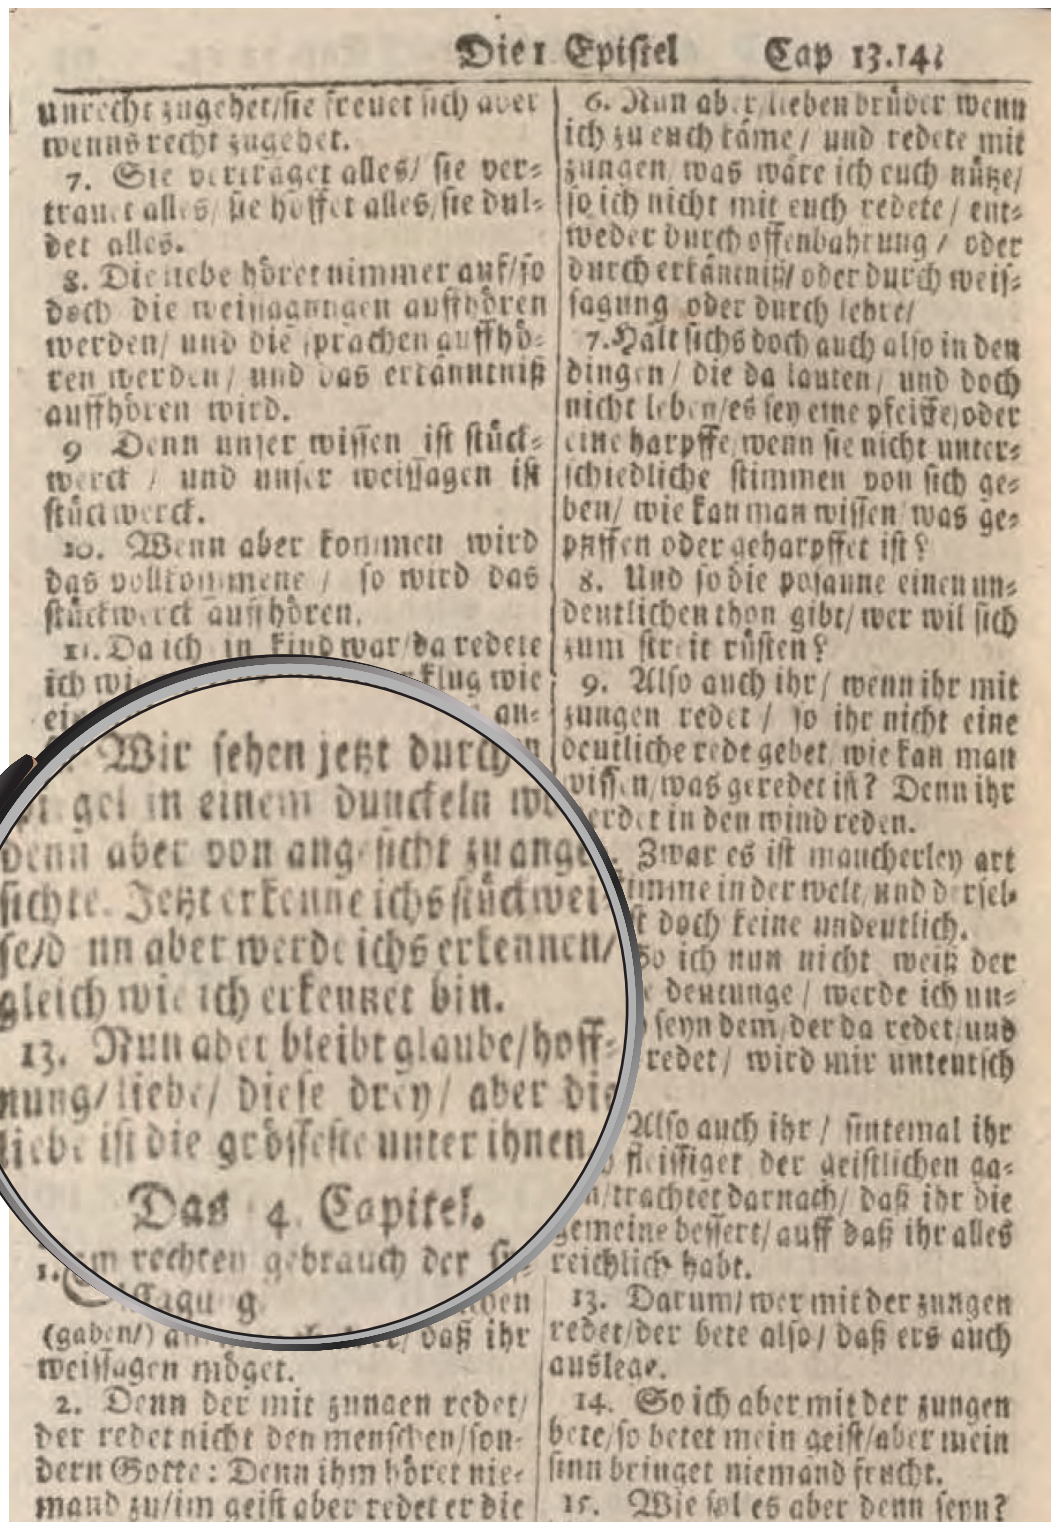 Die 1 Epistel Cap 13.14.
unrecht zugehet/sie freuet sich aber
wenns recht zugehet.
7. Sie verträget alles/ sie ver⸗
trauet alles/ sie hoffet alles/sie dul⸗
det alles.
8. Die liebe höret nimmer auf/so
doch die weissagungen auffhören
werden/ und die sprachen auffhö⸗
ren werden/ und das erkänntniß
auffhören wird.
9 Denn unser wissen ist stück⸗
werck / und unser weissagen ist
stückwerck.
10. Wenn aber kommen wird
das vollkommene / so wird das
stückwerck auffhören.
11. Da ich in kind war/da redete
ich wie klug wie
ein an⸗
Wir sehen jetzt durch
gel in einem dunckeln
denn aber von angesicht zu ange
sichte. Jetzt erkenne ichs stückwei⸗
se/d nn aber werde ichs erkennen/
gleich wie ich erkennet bin.
13. Nun aber bleibt glaube/hoff⸗
nung/liebe/ diese drey/ aber die
liebe ist die grösseste unter ihnen.
Das 4. Capitel.
1. rechten gebrauch der
(gaben/) daß ihr
weissagen möget.
2. Denn der mit zungen redet/
der redet nicht den menschen/son⸗
dern Gotte: Denn ihm höret nie⸗
mand zu/im geist aber redet er die
6. Nun aber/lieben brüder wenn
ich zu euch käme/ und redete mit
zungen/ was wäre ich euch nütze/
so ich nicht mit euch redete/ ent⸗
weder durch offenbahrung / oder
durch erkäntniß/ oder durch weis⸗
sagung oder durch lehre/
7. Hält sichs doch auch also in den
dingen / die da lauten/ und doch
nicht leben/es sey eine pfeiffe/oder
eine harpffe/wenn sie nicht unter⸗
schiedliche stimmen von sich ge⸗
ben/ wie kan man wissen/was ge⸗
pfiffen oder geharpffet ist?
8. Und so die posaune einen un⸗
deutlichen thon gibt/ wer wil sich
zum streit rüsten?
9. Also auch ihr/ wenn ihr mit
zungen redet / so ihr nicht eine
deutliche rede gebet/ wie kan man
wissen/was geredet ist? Denn ihr
werdet in den wind reden.
Zwar es ist mancherley art
stimme in der welt/ und dersel⸗
st doch keine undeutlich.
So ich nun nicht weiß der
deutunge / werde ich un⸗
seyn dem/der da redet/und
redet/ wird mir unteutsch
Also auch ihr / sintemal ihr
fleissiget der geistlichen ga⸗
n/trachtet darnach/ daß ihr die
gemeine bessert/ auff daß ihr alles
reichlich habt.
13. Darum/ wer mit der zungen
redet/der bete also/ daß ers auch
auslege.
14. So ich aber mit der zungen
bete/so betet mein geist/aber mein
sinn bringet niemand frucht.
15. Wie sol es aber denn seyn?